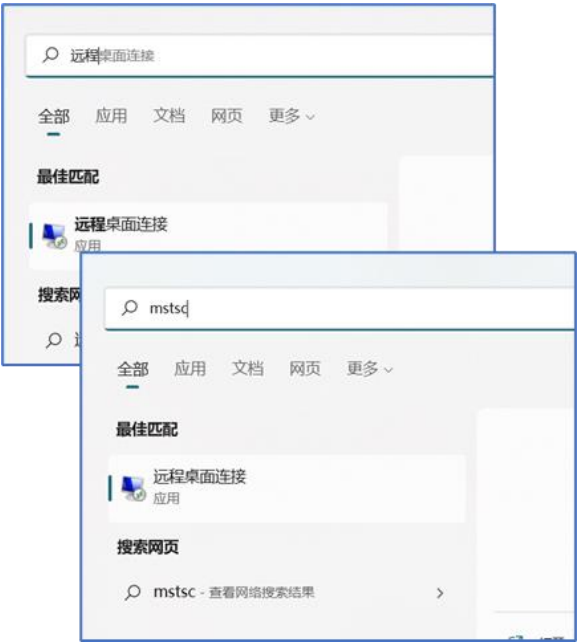 远程桌面连接
全部 应用 文档 网页 更多
最佳匹配
远程桌面连接
应用
搜索网
mstsc
全部 应用 文档 网页 更多
最佳匹配
远程桌面连接
应用
搜索网页
mstsc - 查看网络搜索结果